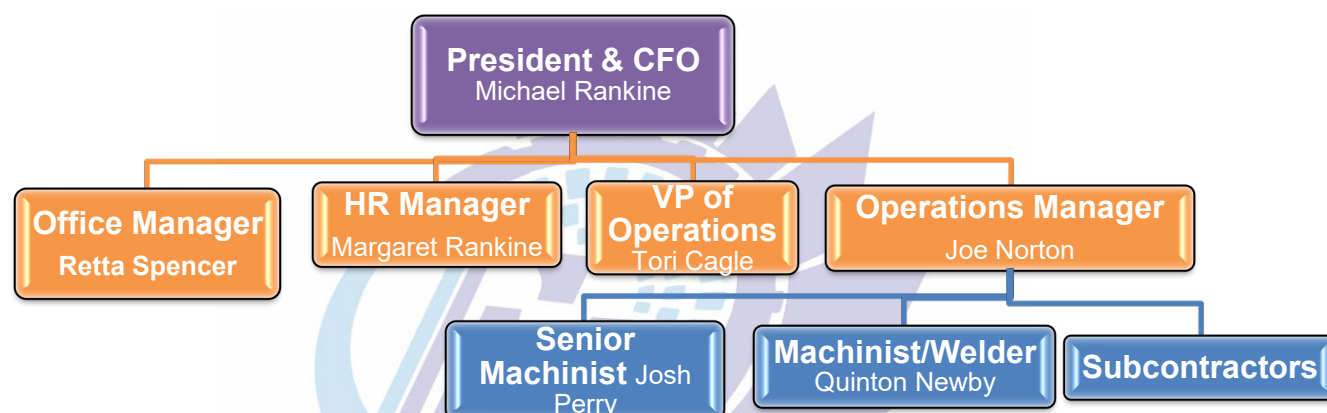 President & CFO
Michael Rankine
Office Manager
Retta Spencer
HR Manager
Margaret Rankine
VP of
Operations
Tori Cagle
Operations Manager
Joe Norton
Senior
Machinist Josh
Perry
Machinist/Welder
Quinton Newby
Subcontractors